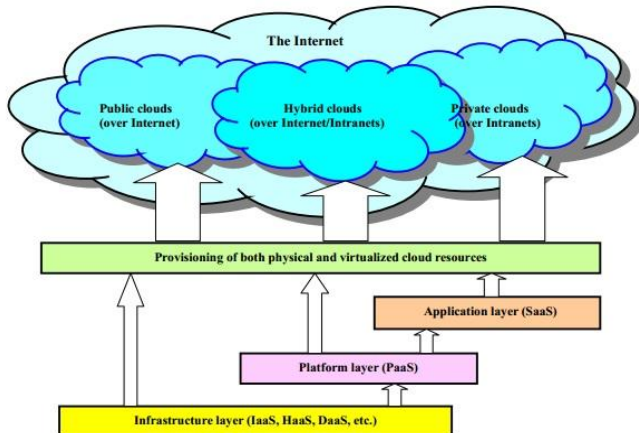 The Internet
Public clouds
(over Internet)
Hybrid clouds
(over Internet/Intranets)
Private clouds
(over Intranets)
Provisioning of both physical and virtualized cloud resources
Application layer (SaaS)
Platform layer (PaaS)
Infrastructure layer (IaaS, HaaS, DaaS, etc.)